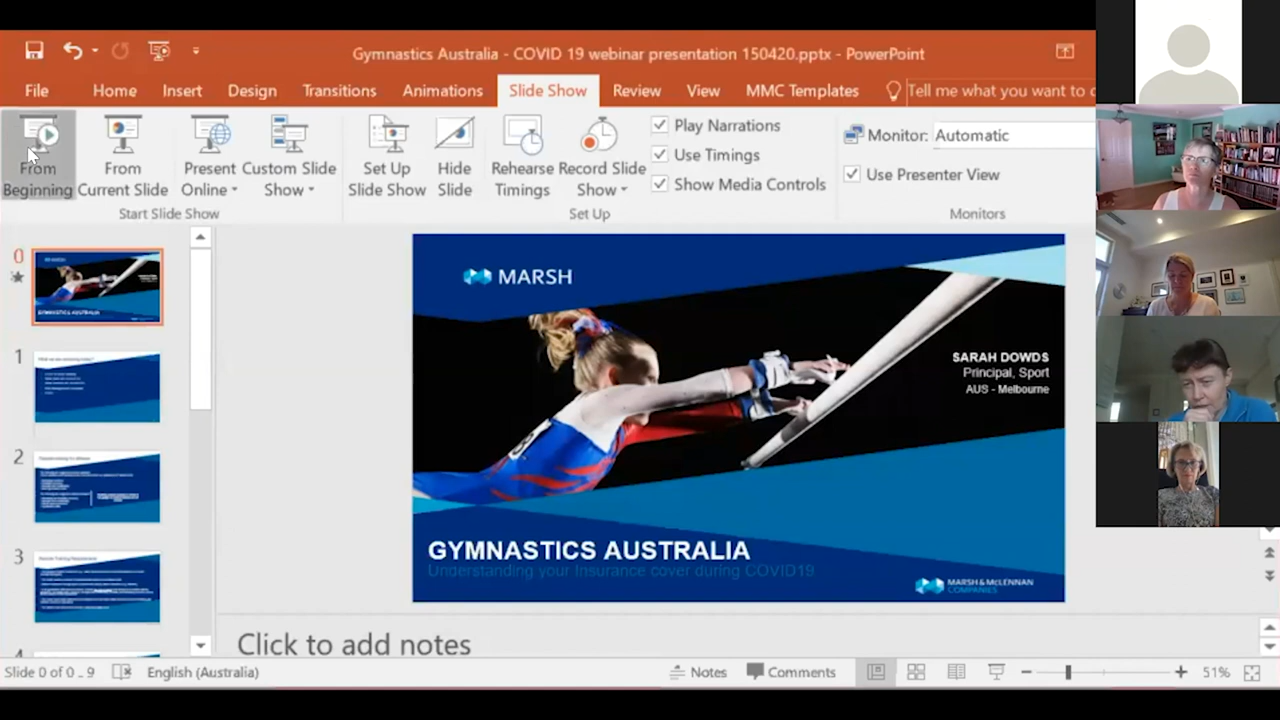 Gymnastics Australia - COVID 19 webinar presentation 150420.pptx - PowerPoint
File Home Insert Design Transitions Animations Slide Show Review View MMC Templates Tell me what you want to
From Beginning
From Current Slide
Present Online
Custom Slide Show
Set Up Slide Show
Hide Slide
Rehearse Timings
Record Slide Show
Play Narrations
Use Timings
Show Media Controls
Monitor: Automatic
Use Presenter View
Start Slide Show
Set Up
Monitors
0
1
2
3
4
MARSH
SARAH DOWDS
Principal, Sport
AUS - Melbourne
GYMNASTICS AUSTRALIA
Understanding your Insurance cover during COVID19
MARSH & McLENNAN
COMPANIES
Click to add notes
Slide 0 of 0 .. 9 English (Australia) Notes Comments 51%